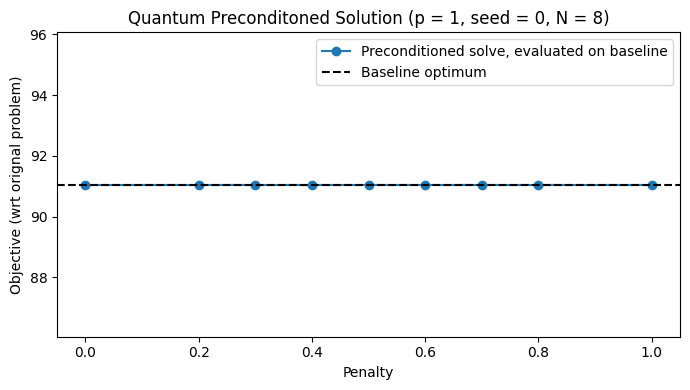 Quantum Preconditoned Solution (p = 1, seed = 0, N = 8)
Preconditioned solve, evaluated on baseline
Baseline optimum
Objective (wrt orignal problem)
96
94
92
90
88
0.0 0.2 0.4 0.6 0.8 1.0
Penalty